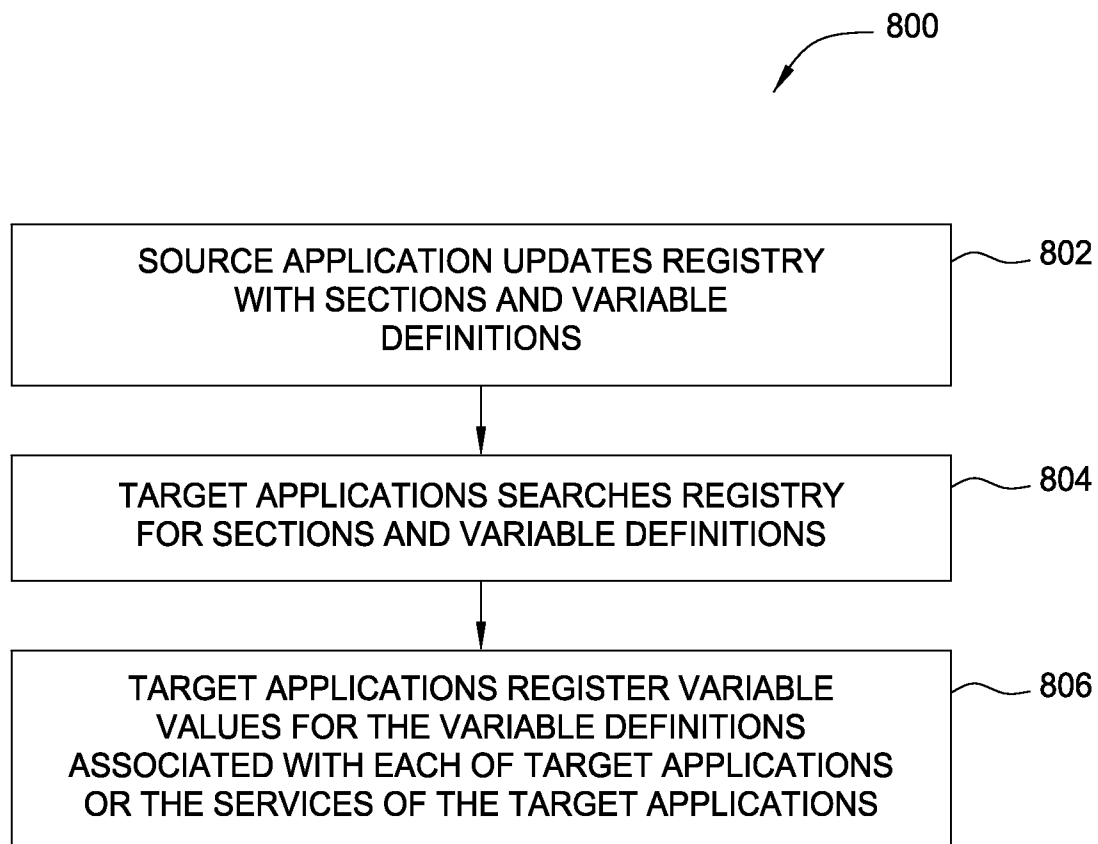 800
SOURCE APPLICATION UPDATES REGISTRY
WITH SECTIONS AND VARIABLE
DEFINITIONS
802
TARGET APPLICATIONS SEARCHES REGISTRY
FOR SECTIONS AND VARIABLE DEFINITIONS
804
TARGET APPLICATIONS REGISTER VARIABLE
VALUES FOR THE VARIABLE DEFINITIONS
ASSOCIATED WITH EACH OF TARGET APPLICATIONS
OR THE SERVICES OF THE TARGET APPLICATIONS
806